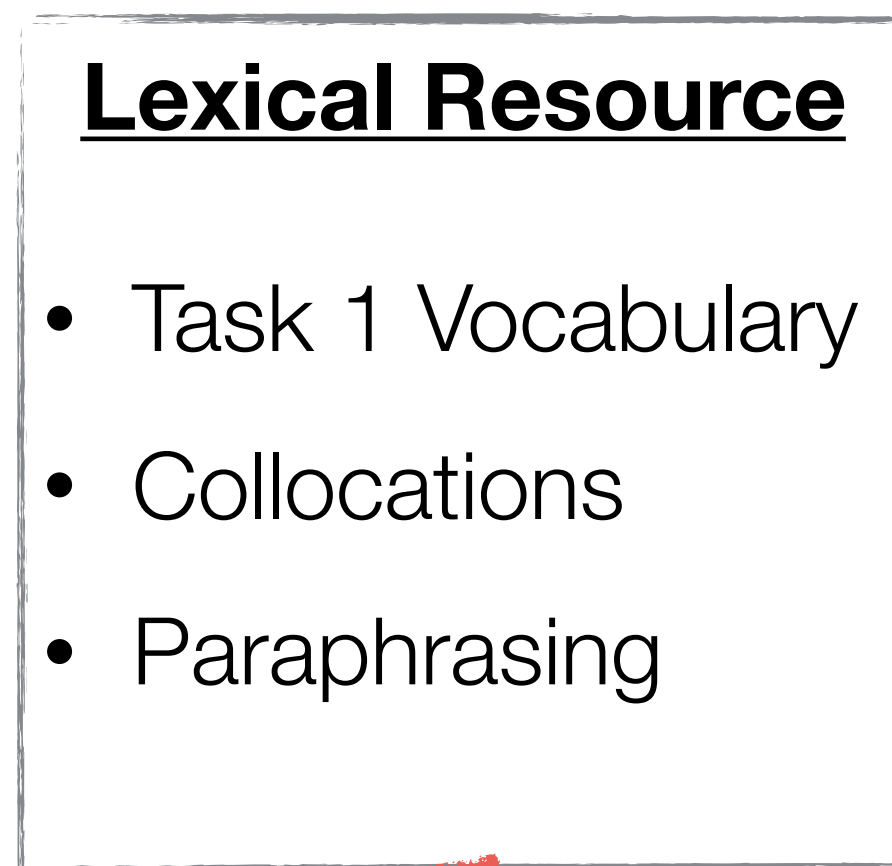 Lexical Resource
• Task 1 Vocabulary
• Collocations
• Paraphrasing